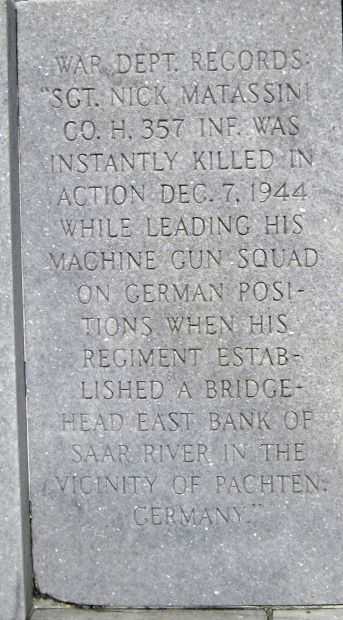 WAR DEPT. RECORDS:
"SGT. NICK MATASSINI
CO. H. 357 INF. WAS
INSTANTLY KILLED IN
ACTION DEC. 7, 1944
WHILE LEADING HIS
MACHINE GUN SQUAD
ON GERMAN POSI-
TIONS WHEN HIS
REGIMENT ESTAB-
LISHED A BRIDGE-
HEAD EAST BANK OF
SAAR RIVER IN THE
VICINITY OF PACHTEN,
GERMANY."